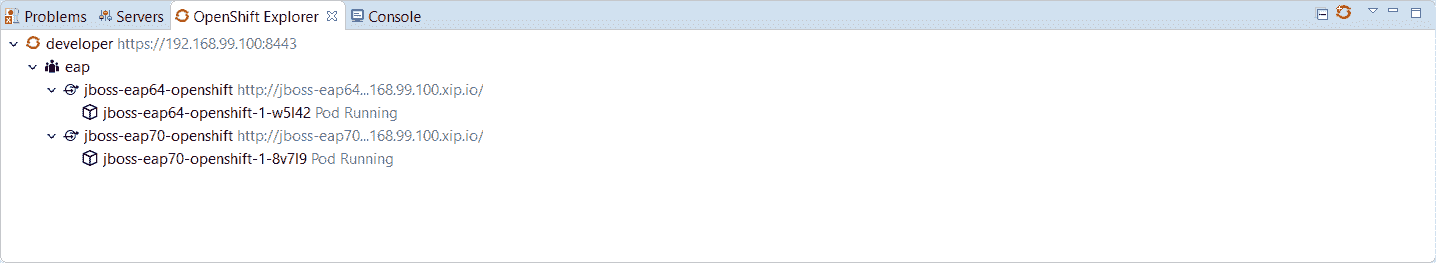 Problems Servers OpenShift Explorer Console
developer https://192.168.99.100:8443
eap
jboss-eap64-openshift http://jboss-eap64...168.99.100.xip.io/
jboss-eap64-openshift-1-w5l42 Pod Running
jboss-eap70-openshift http://jboss-eap70...168.99.100.xip.io/
jboss-eap70-openshift-1-8v7l9 Pod Running